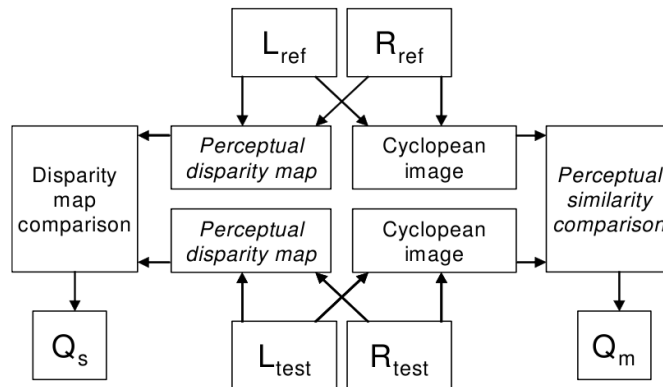 L_ref
R_ref
Disparity
map
comparison
Perceptual
disparity map
Cyclopean
image
Perceptual
similarity
comparison
Perceptual
disparity map
Cyclopean
image
Q_s
L_test
R_test
Q_m